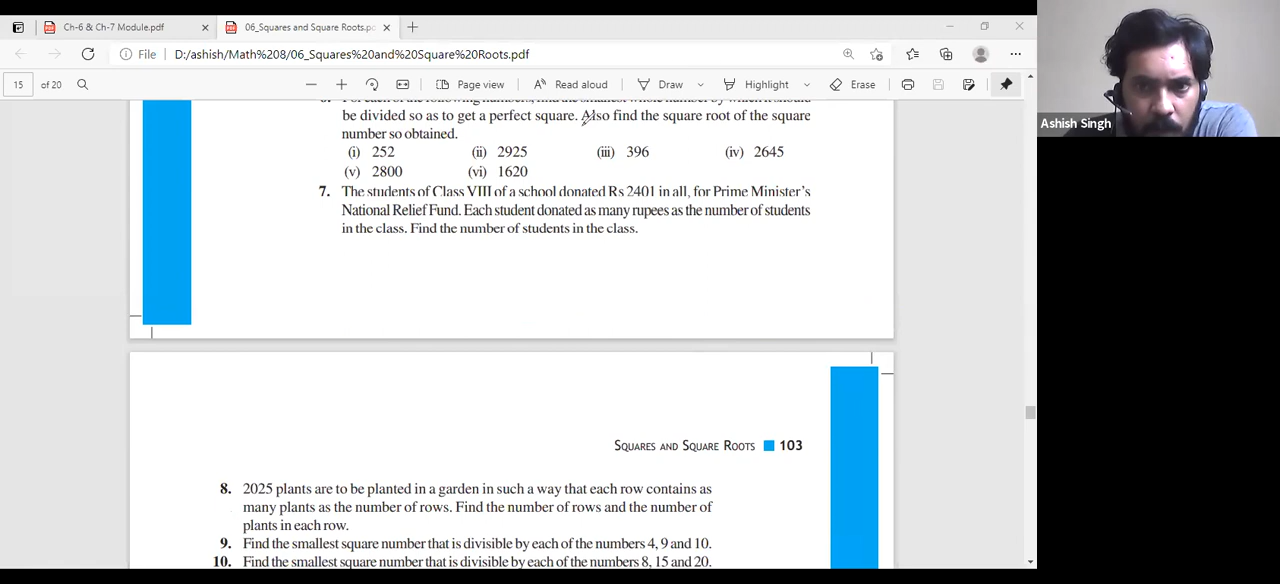 Ch-6 & Ch-7 Module.pdf
06_Squares and Square Roots.pd
File
D:/ashish/Math%208/06_Squares%20and%20Square%20Roots.pdf
15 of 20
Page view
Read aloud
Draw
Highlight
Erase
Ashish Singh
be divided so as to get a perfect square. Also find the square root of the square
number so obtained.
(i) 252 (ii) 2925 (iii) 396 (iv) 2645
(v) 2800 (vi) 1620
7. The students of Class VIII of a school donated Rs 2401 in all, for Prime Minister's
National Relief Fund. Each student donated as many rupees as the number of students
in the class. Find the number of students in the class.
SQUARES AND SQUARE ROOTS 103
8. 2025 plants are to be planted in a garden in such a way that each row contains as
many plants as the number of rows. Find the number of rows and the number of
plants in each row.
9. Find the smallest square number that is divisible by each of the numbers 4, 9 and 10.
10. Find the smallest square number that is divisible by each of the numbers 8, 15 and 20.